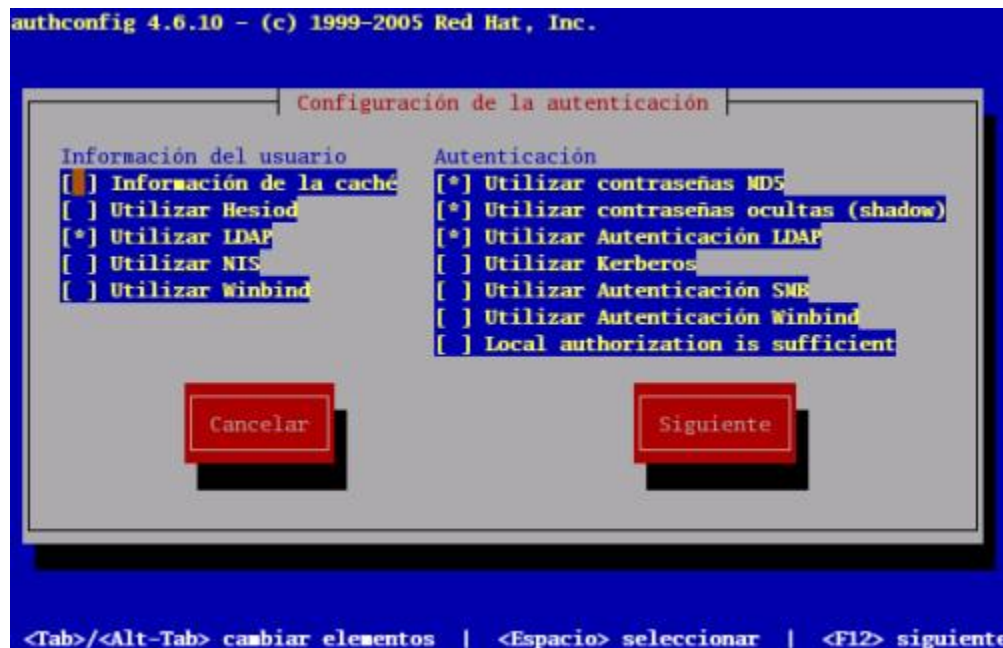 authconfig 4.6.10 - (c) 1999-2005 Red Hat, Inc.
Configuración de la autenticación
Información del usuario
[ ] Información de la caché
[ ] Utilizar Hesiod
[*] Utilizar LDAP
[ ] Utilizar NIS
[ ] Utilizar Winbind
Autenticación
[*] Utilizar contraseñas MD5
[*] Utilizar contraseñas ocultas (shadow)
[*] Utilizar Autenticación LDAP
[ ] Utilizar Kerberos
[ ] Utilizar Autenticación SMB
[ ] Utilizar Autenticación Winbind
[ ] Local authorization is sufficient
Cancelar
Siguiente
<Tab>/<Alt-Tab> cambiar elementos | <Espacio> seleccionar | <F12> siguiente